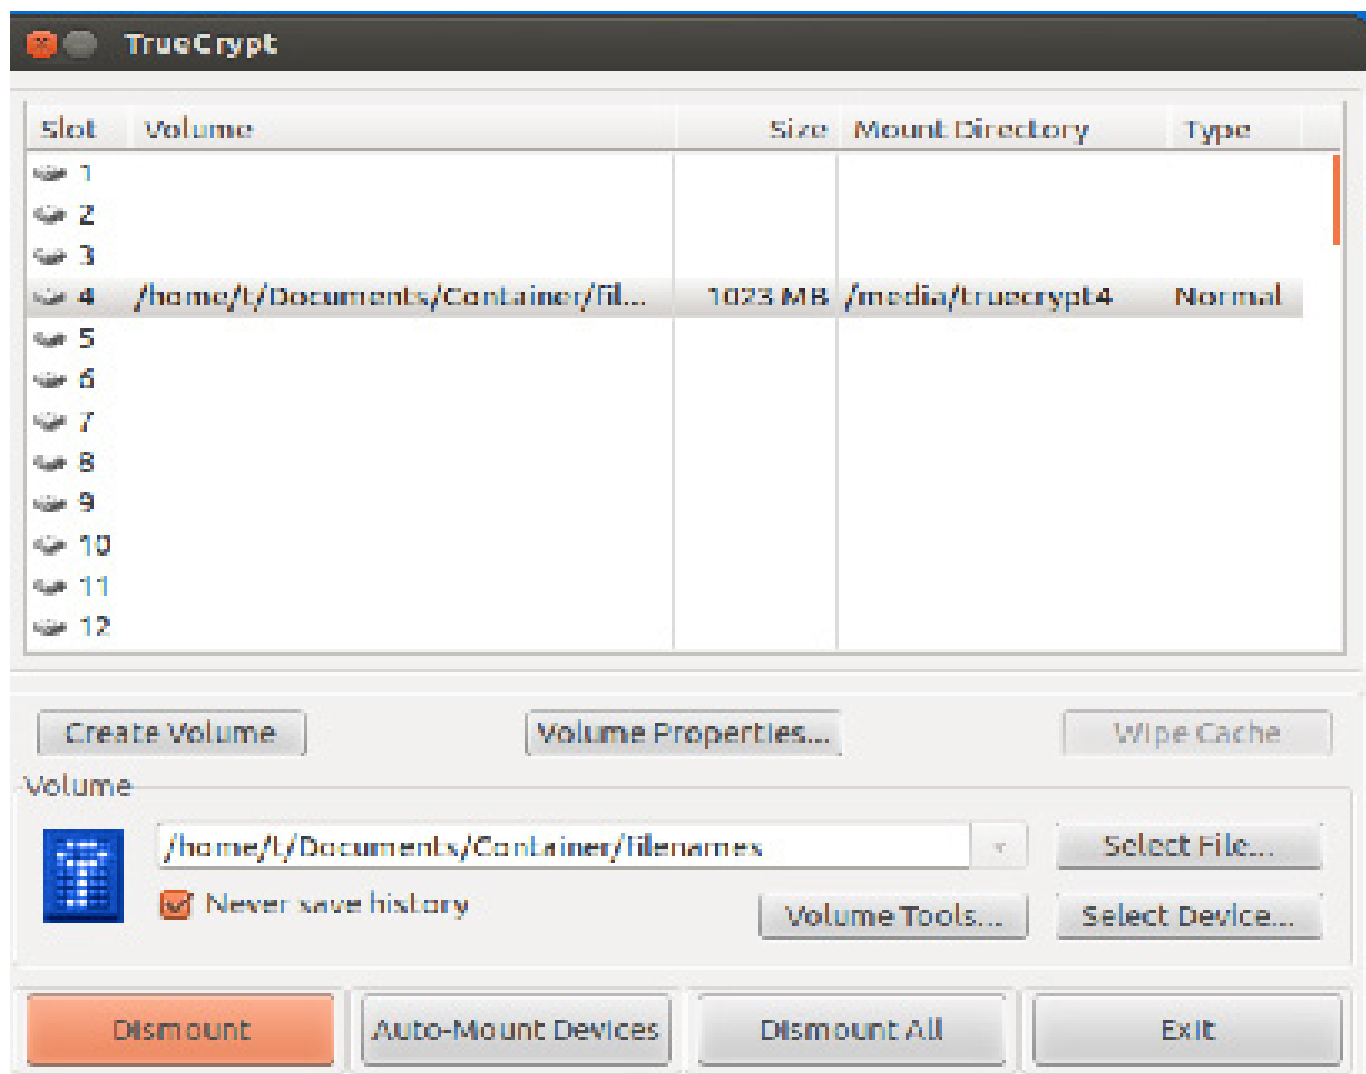 TrueCrypt
Slot Volume Size Mount Directory Type
1
2
3
4 /home/t/Documents/Container/fil... 1023 MB /media/truecrypt4 Normal
5
6
7
8
9
10
11
12
Create Volume Volume Properties... Wipe Cache
Volume
/home/t/Documents/Container/filenames Select File...
Never save history Volume Tools... Select Device...
Dismount Auto-Mount Devices Dismount All Exit